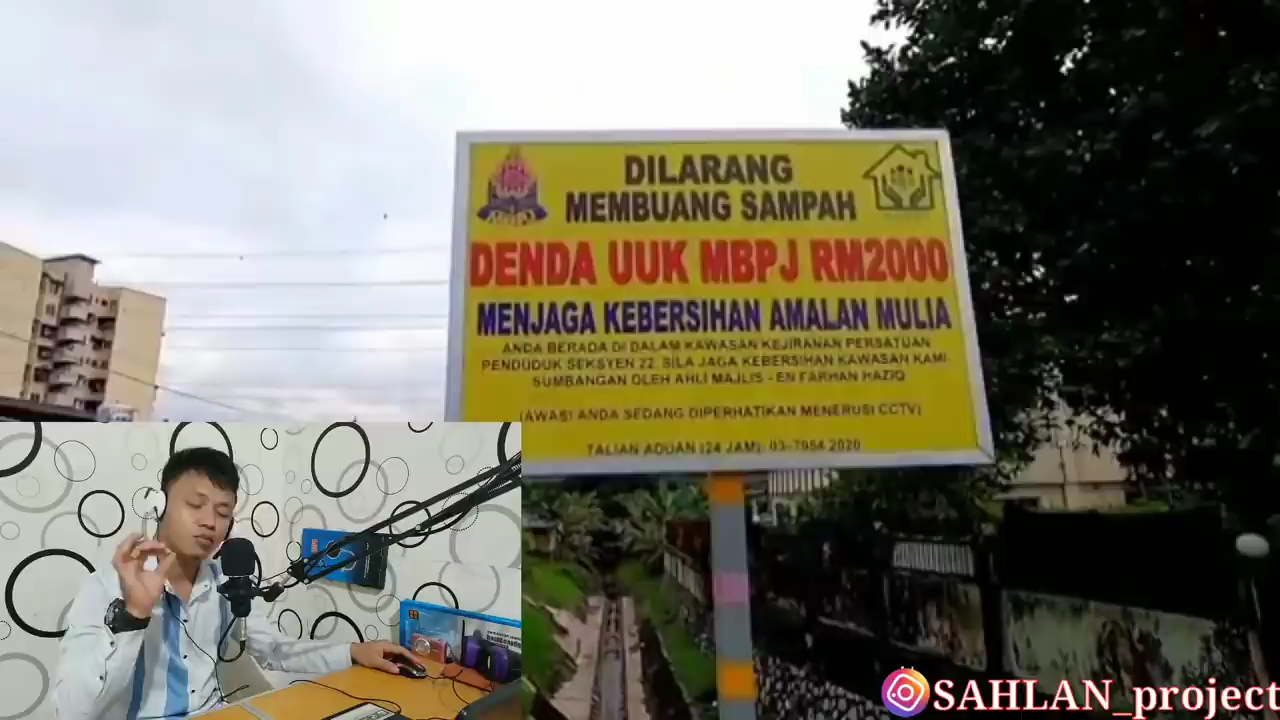 DILARANG
MEMBUANG SAMPAH
DENDA UUK MBPJ RM2000
MENJAGA KEBERSIHAN AMALAN MULIA
ANDA BERADA DI DALAM KAWASAN KEJIRANAN PERSATUAN
PENDUDUK SEKSYEN 22. SILA JAGA KEBERSIHAN KAWASAN KAMI
SUMBANGAN OLEH AHLI MAJLIS - EN FARHAN HAZIQ
(AWAS! ANDA SEDANG DIPERHATIKAN MENERUSI CCTV)
TALIAN ADUAN (24 JAM): 03-7954 2020
SAHLAN_project